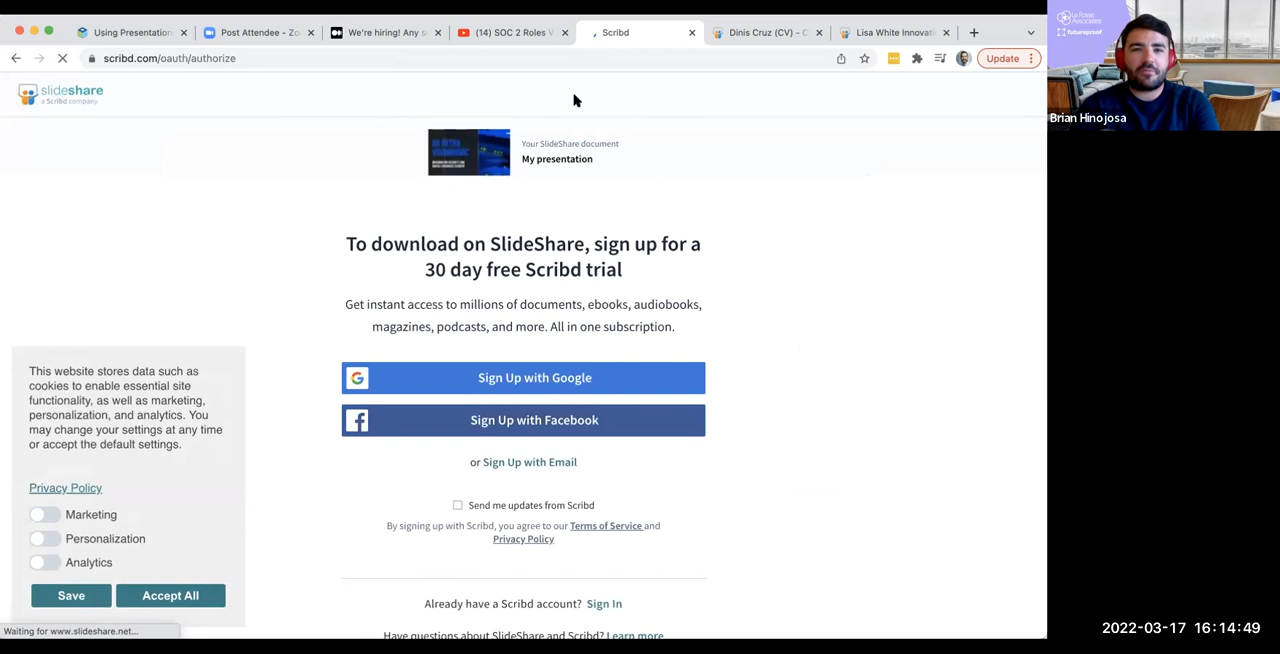 Using Presentation
Post Attendee - Zo
We're hiring! Any s
(14) SOC 2 Roles V
Scribd
Dinis Cruz (CV) - C
Lisa White Innovati
scribd.com/oauth/authorize
Update
slideshare
a Scribd company.
Your SlideShare document
My presentation
To download on SlideShare, sign up for a
30 day free Scribd trial
Get instant access to millions of documents, ebooks, audiobooks,
magazines, podcasts, and more. All in one subscription.
Sign Up with Google
Sign Up with Facebook
or Sign Up with Email
Send me updates from Scribd
By signing up with Scribd, you agree to our Terms of Service and
Privacy Policy
Already have a Scribd account? Sign In
Have questions about SlideShare and Scribd? Learn more
This website stores data such as
cookies to enable essential site
functionality, as well as marketing,
personalization, and analytics. You
may change your settings at any time
or accept the default settings.
Privacy Policy
Marketing
Personalization
Analytics
Save
Accept All
Waiting for www.slideshare.net...
La Fosse
Associates
futureproof
Brian Hinojosa
2022-03-17 16:14:49